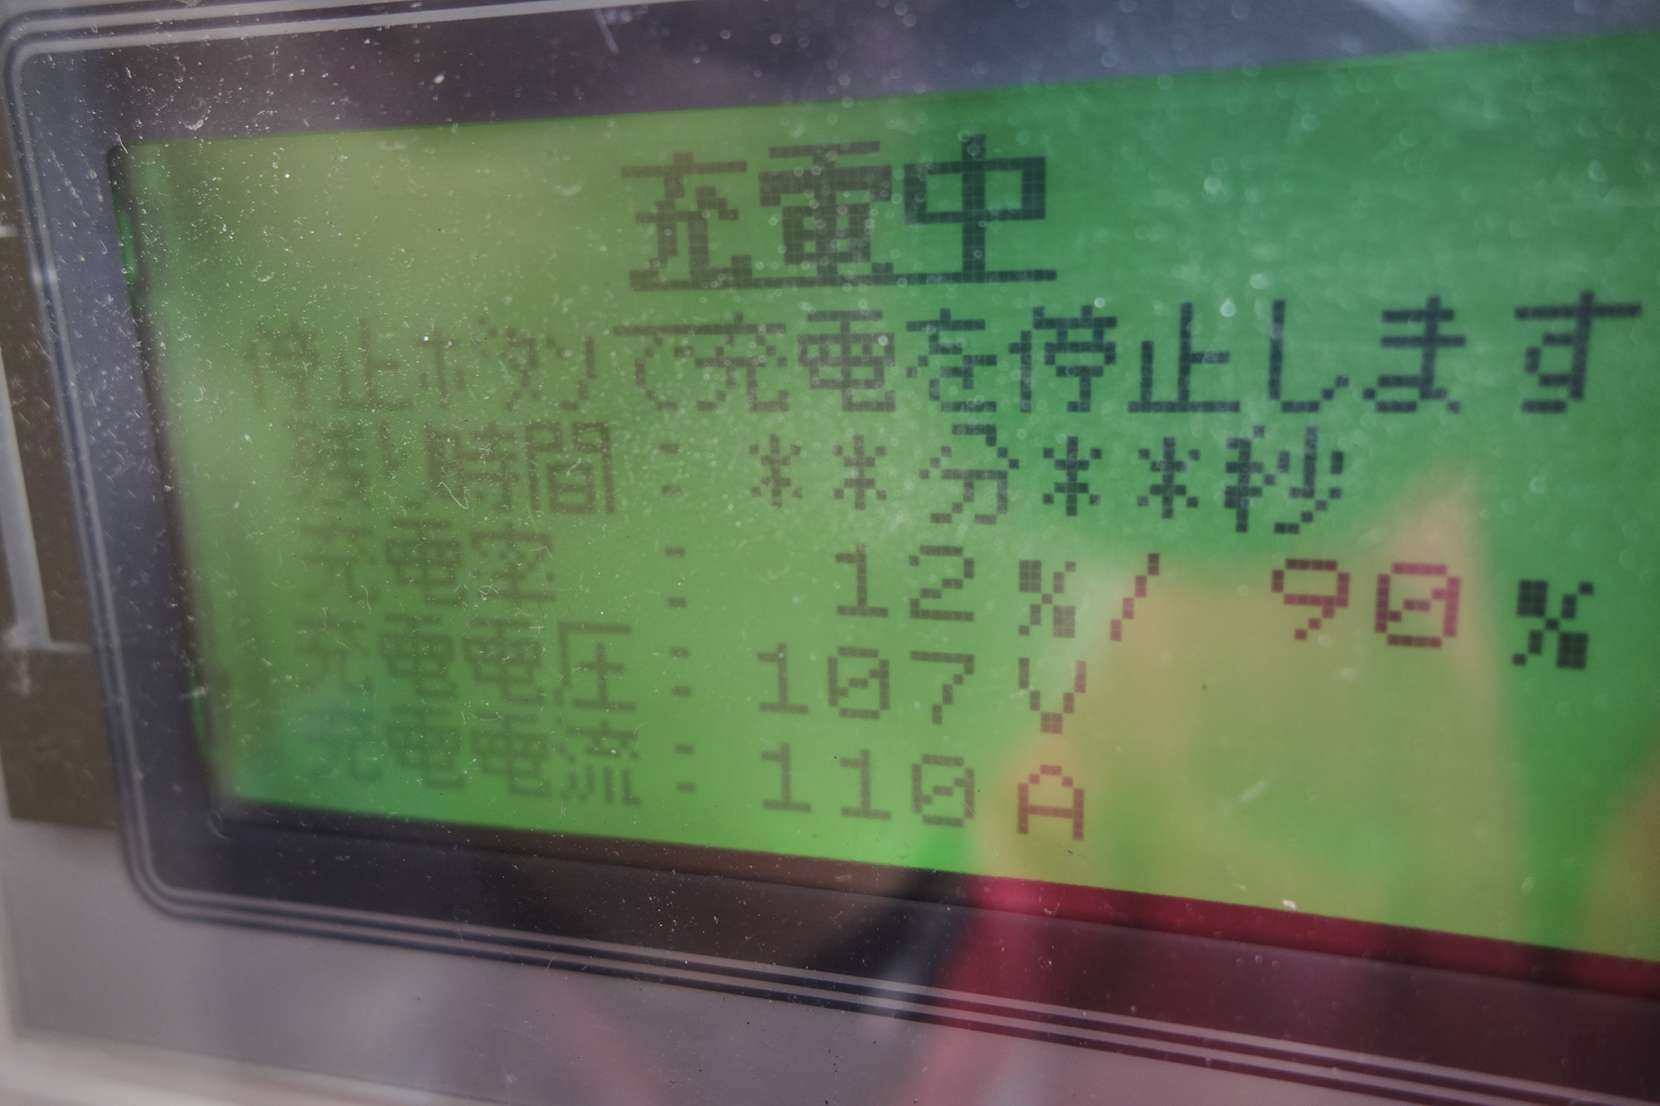 充電中
停止ボタンで充電を停止します
残り時間:**分**秒
充電室: 12%/ 90%
充電電圧:107V
充電電流:110A